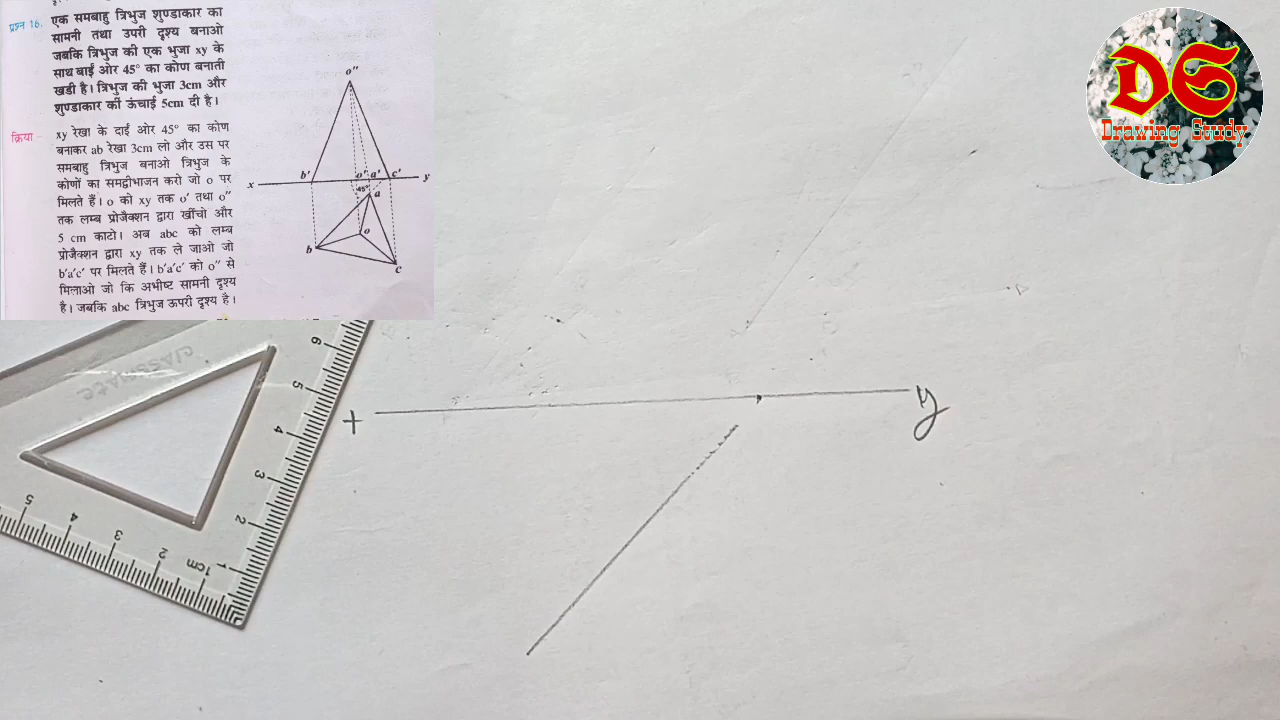 प्रश्न 16. एक समबाहु त्रिभुज शुण्डाकार का
सामनी तथा उपरी दृश्य बनाओ
जबकि त्रिभुज की एक भुजा xy के
साथ बाईं ओर 45° का कोण बनाती
खडी है। त्रिभुज की भुजा 3cm और
शुण्डाकार की ऊंचाई 5cm दी है।
क्रिया – xy रेखा के दाईं ओर 45° का कोण
बनाकर ab रेखा 3cm लो और उस पर
समबाहु त्रिभुज बनाओ त्रिभुज के
कोणों का समद्वीभाजन करो जो o पर
मिलते हैं। o को xy तक o' तथा o''
तक लम्ब प्रोजैक्शन द्वारा खींचो और
5 cm काटो। अब abc को लम्ब
प्रोजैक्शन द्वारा xy तक ले जाओ जो
b'a'c' पर मिलते हैं। b'a'c' को o'' से
मिलाओ जो कि अभीष्ट सामनी दृश्य
है। जबकि abc त्रिभुज ऊपरी दृश्य है।
o''
b' o'' a' c'
x y
45°
a
o
b
c
DS
Drawing Study
x y
classmate
6
5
4
3
2
1
5
4
3
2
1cm